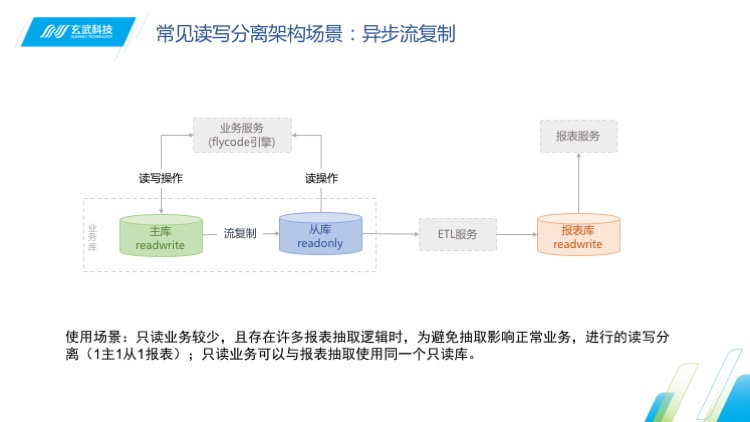 玄武科技
XUANWU TECHNOLOGY
常见读写分离架构场景：异步流复制
业务服务
(flycode引擎)
报表服务
读写操作
读操作
业务库
主库
readwrite
流复制
从库
readonly
ETL服务
报表库
readwrite
使用场景：只读业务较少，且存在许多报表抽取逻辑时，为避免抽取影响正常业务，进行的读写分
离（1主1从1报表）；只读业务可以与报表抽取使用同一个只读库。